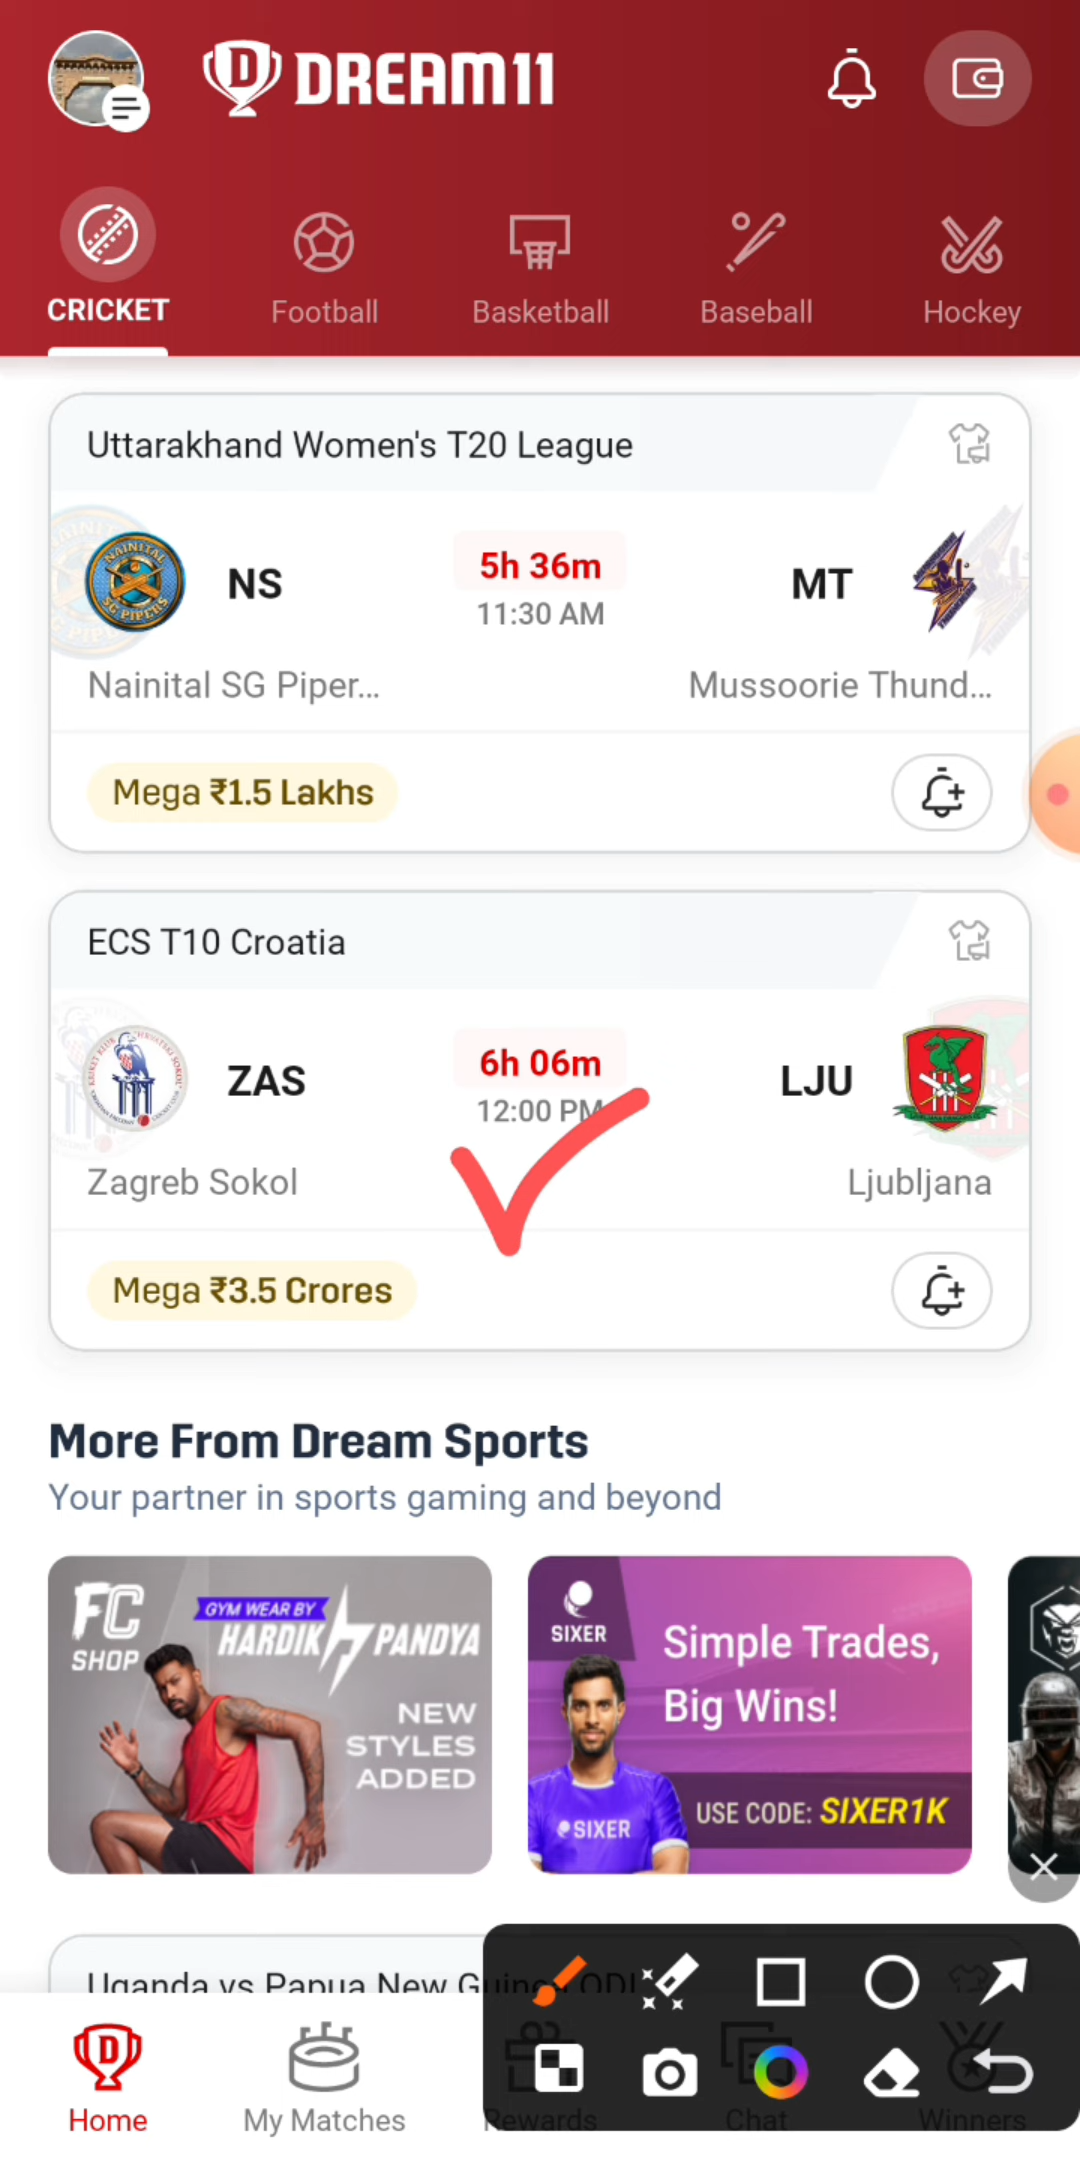 DREAM11
CRICKET
Football
Basketball
Baseball
Hockey
Uttarakhand Women's T20 League
NS
5h 36m
11:30 AM
MT
Nainital SG Piper...
Mussoorie Thund...
Mega ₹1.5 Lakhs
ECS T10 Croatia
ZAS
6h 06m
12:00 PM
LJU
Zagreb Sokol
Ljubljana
Mega ₹3.5 Crores
More From Dream Sports
Your partner in sports gaming and beyond
FC
SHOP
GYM WEAR BY
HARDIK PANDYA
NEW
STYLES
ADDED
SIXER
Simple Trades,
Big Wins!
SIXER
USE CODE: SIXER1K
Uganda vs Papua New Guinea ODI
Home
My Matches
Rewards
Chat
Winners